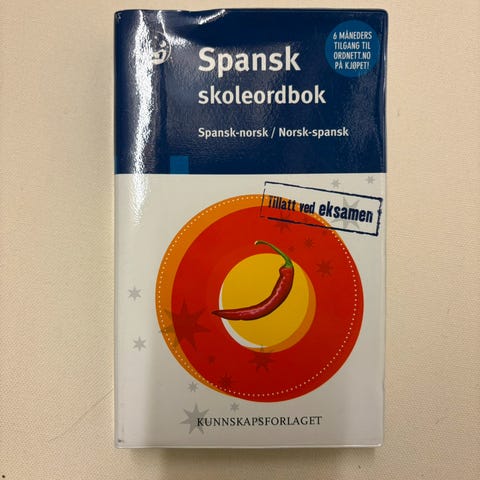 6 MÅNEDERS
TILGANG TIL
ORDNETT.NO
PÅ KJØPET!
Spansk
skoleordbok
Spansk-norsk / Norsk-spansk
Tillatt ved eksamen
KUNNSKAPSFORLAGET